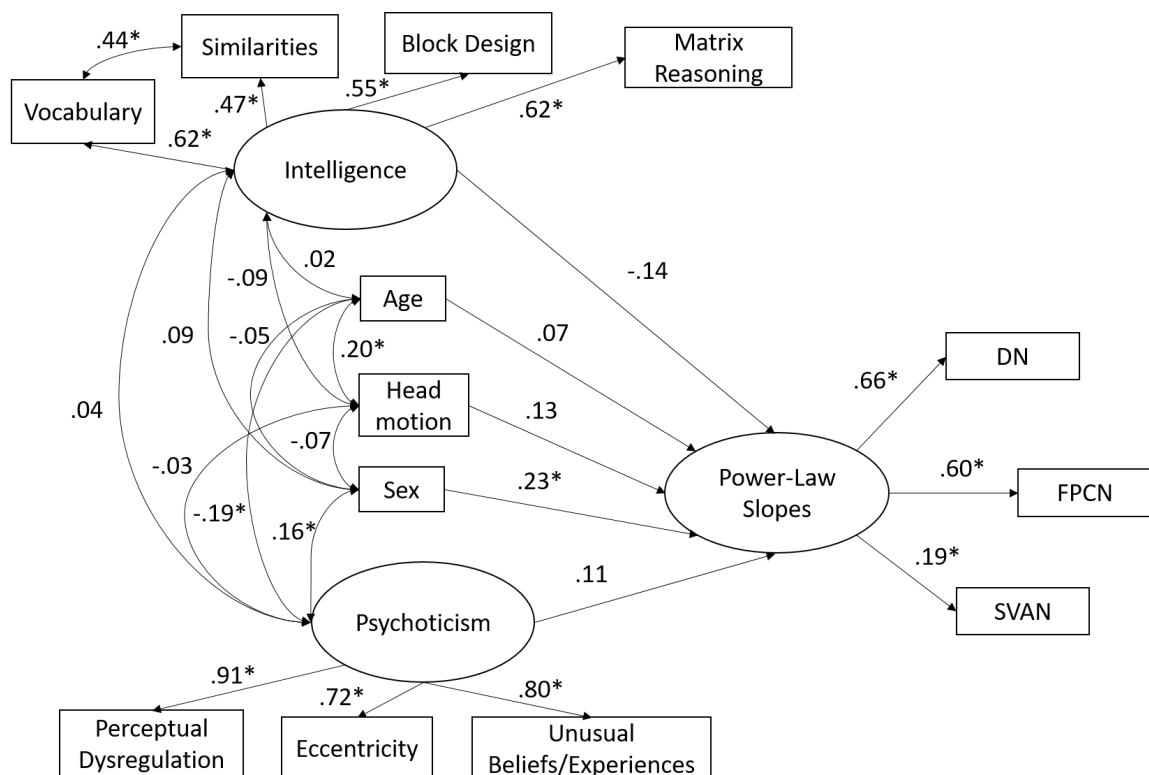 .44*
Similarities
Block Design
Matrix
Reasoning
Vocabulary
.47*
.55*
.62*
.62*
Intelligence
.02
-.09
-.14
Age
.09
-.05
.07
.20*
DN
.66*
Head
motion
.04
.13
-.07
-.03
Sex
.23*
Power-Law
Slopes
.60*
FPCN
-.19*
.16*
.19*
.11
SVAN
Psychoticism
.91*
.72*
.80*
Perceptual
Dysregulation
Eccentricity
Unusual
Beliefs/Experiences